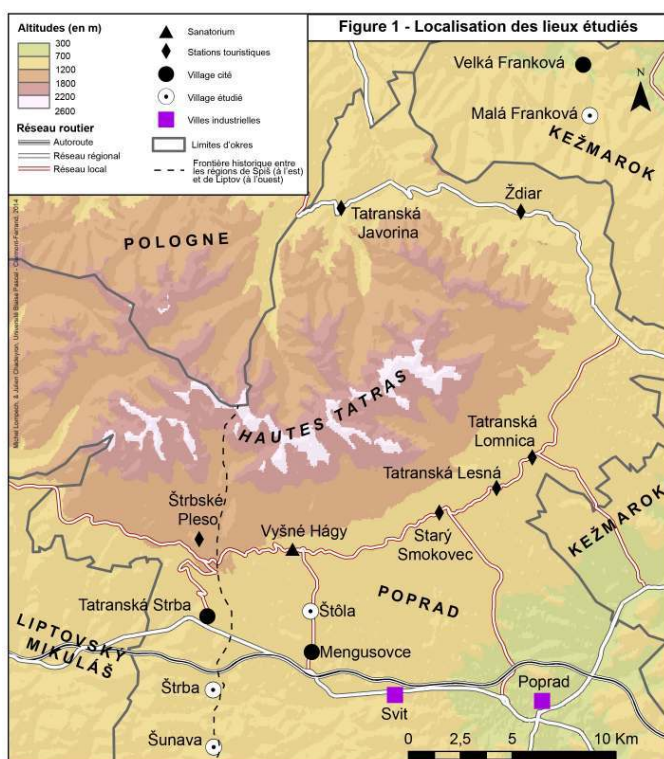 Figure 1 - Localisation des lieux étudiés
Altitudes (en m)
300
700
1200
1800
2200
2600
Réseau routier
Autoroute
Réseau régional
Réseau local
Sanatorium
Stations touristiques
Village cité
Village étudié
Villes industrielles
Limites d'okres
Frontière historique entre
les régions de Spiš (à l'est)
et de Liptov (à l'ouest)
Velká Franková
N
Malá Franková
KEŽMAROK
Ždiar
Tatranská
Javorina
POLOGNE
HAUTES TATRAS
Tatranská
Lomnica
Tatranská Lesná
Štrbské
Pleso
Vyšné Hágy
Starý
Smokovec
KEŽMAROK
POPRAD
Tatranská Strba
Štôla
LIPTOVSKÝ
MIKULÁŠ
Mengusovce
Štrba
Poprad
Svit
Šunava
0 2,5 5 10 Km